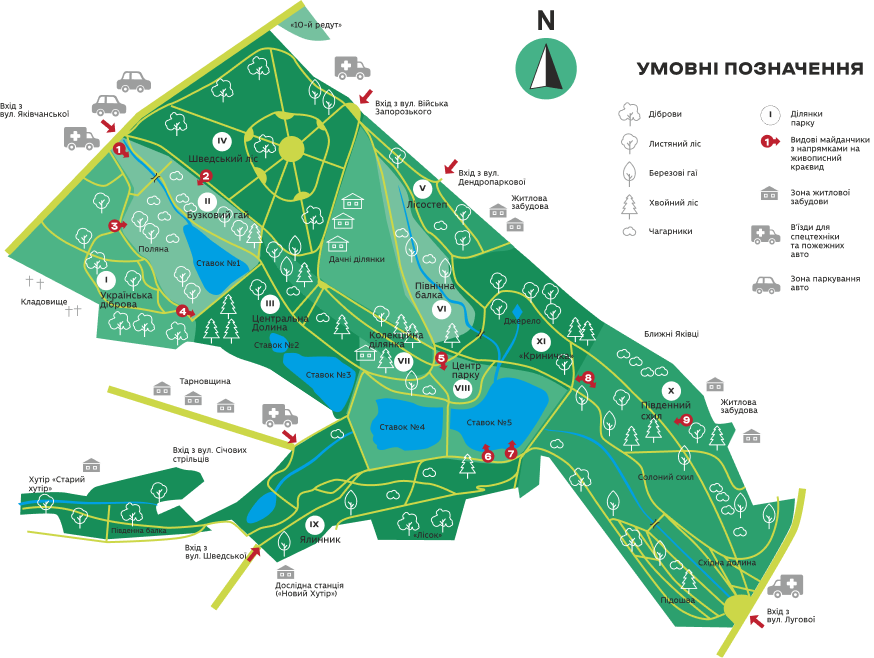 «10-й редут»
N
УМОВНІ ПОЗНАЧЕННЯ
Діброви
Листяний ліс
Березові гаї
Хвойний ліс
Чагарники
I
Ділянки
парку
1
Видові майданчики
з напрямками на
живописний
краєвид
Зона житлової
забудови
В'їзди для
спецтехніки
та пожежних
авто
Зона паркування
авто
Вхід з
вул. Яківчанської
Вхід з вул. Війська
Запорозького
Вхід з вул.
Дендропаркової
Житлова
забудова
1
IV
Шведський ліс
2
II
Бузковий гай
V
Лісостеп
3
Поляна
Ставок №1
Дачні ділянки
I
Українська
діброва
Кладовище
4
III
Центральна
Долина
Північна
балка
VI
Джерело
XI
«Криничка»
Ближні Яківці
Ставок №2
Ставок №3
Колекційна
ділянка
VII
5
Центр
парку
VIII
8
X
Південний
схил
9
Житлова
забудова
Тарновщина
Ставок №4
Ставок №5
6
7
Вхід з вул. Січових
стрільців
Хутір «Старий
хутір»
Південна балка
Солоний схил
IX
Ялинник
«Лісок»
Вхід з
вул. Шведської
Дослідна станція
(«Новий Хутір»)
Східна долина
Підошва
Вхід з
вул. Лугової